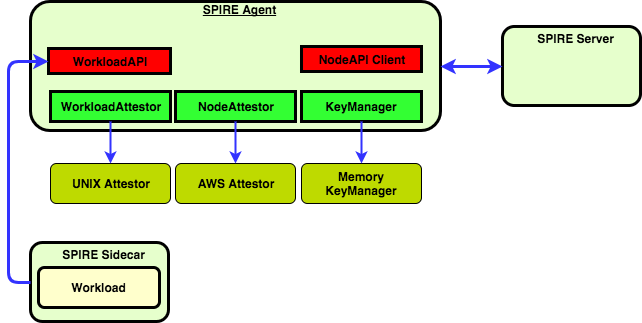 SPIRE Agent
SPIRE Server
WorkloadAPI
NodeAPI Client
WorkloadAttestor
NodeAttestor
KeyManager
UNIX Attestor
AWS Attestor
Memory
KeyManager
SPIRE Sidecar
Workload